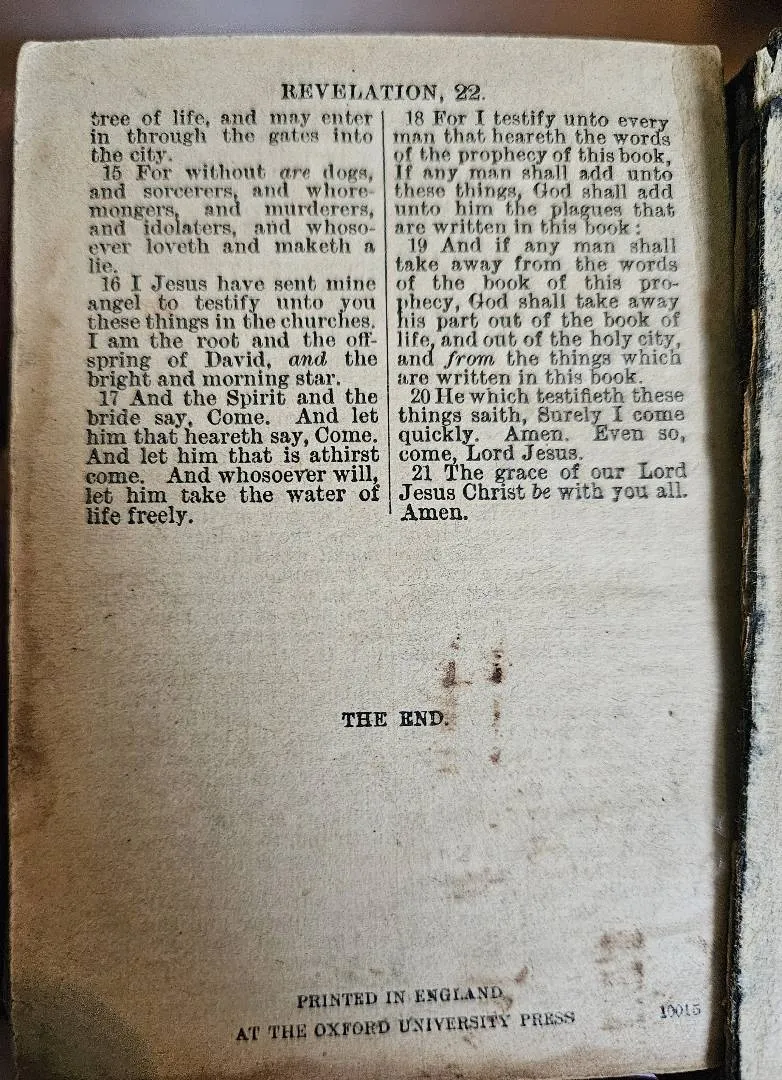 REVELATION, 22.
tree of life, and may enter
in through the gates into
the city.
15 For without are dogs,
and sorcerers, and whore-
mongers, and murderers,
and idolaters, and whoso-
ever loveth and maketh a
lie.
16 I Jesus have sent mine
angel to testify unto you
these things in the churches.
I am the root and the off-
spring of David, and the
bright and morning star.
17 And the Spirit and the
bride say, Come. And let
him that heareth say, Come.
And let him that is athirst
come. And whosoever will,
let him take the water of
life freely.
18 For I testify unto every
man that heareth the words
of the prophecy of this book,
If any man shall add unto
these things, God shall add
unto him the plagues that
are written in this book:
19 And if any man shall
take away from the words
of the book of this pro-
phecy, God shall take away
his part out of the book of
life, and out of the holy city,
and from the things which
are written in this book.
20 He which testifieth these
things saith, Surely I come
quickly. Amen. Even so,
come, Lord Jesus.
21 The grace of our Lord
Jesus Christ be with you all.
Amen.
THE END.
PRINTED IN ENGLAND
AT THE OXFORD UNIVERSITY PRESS
10015